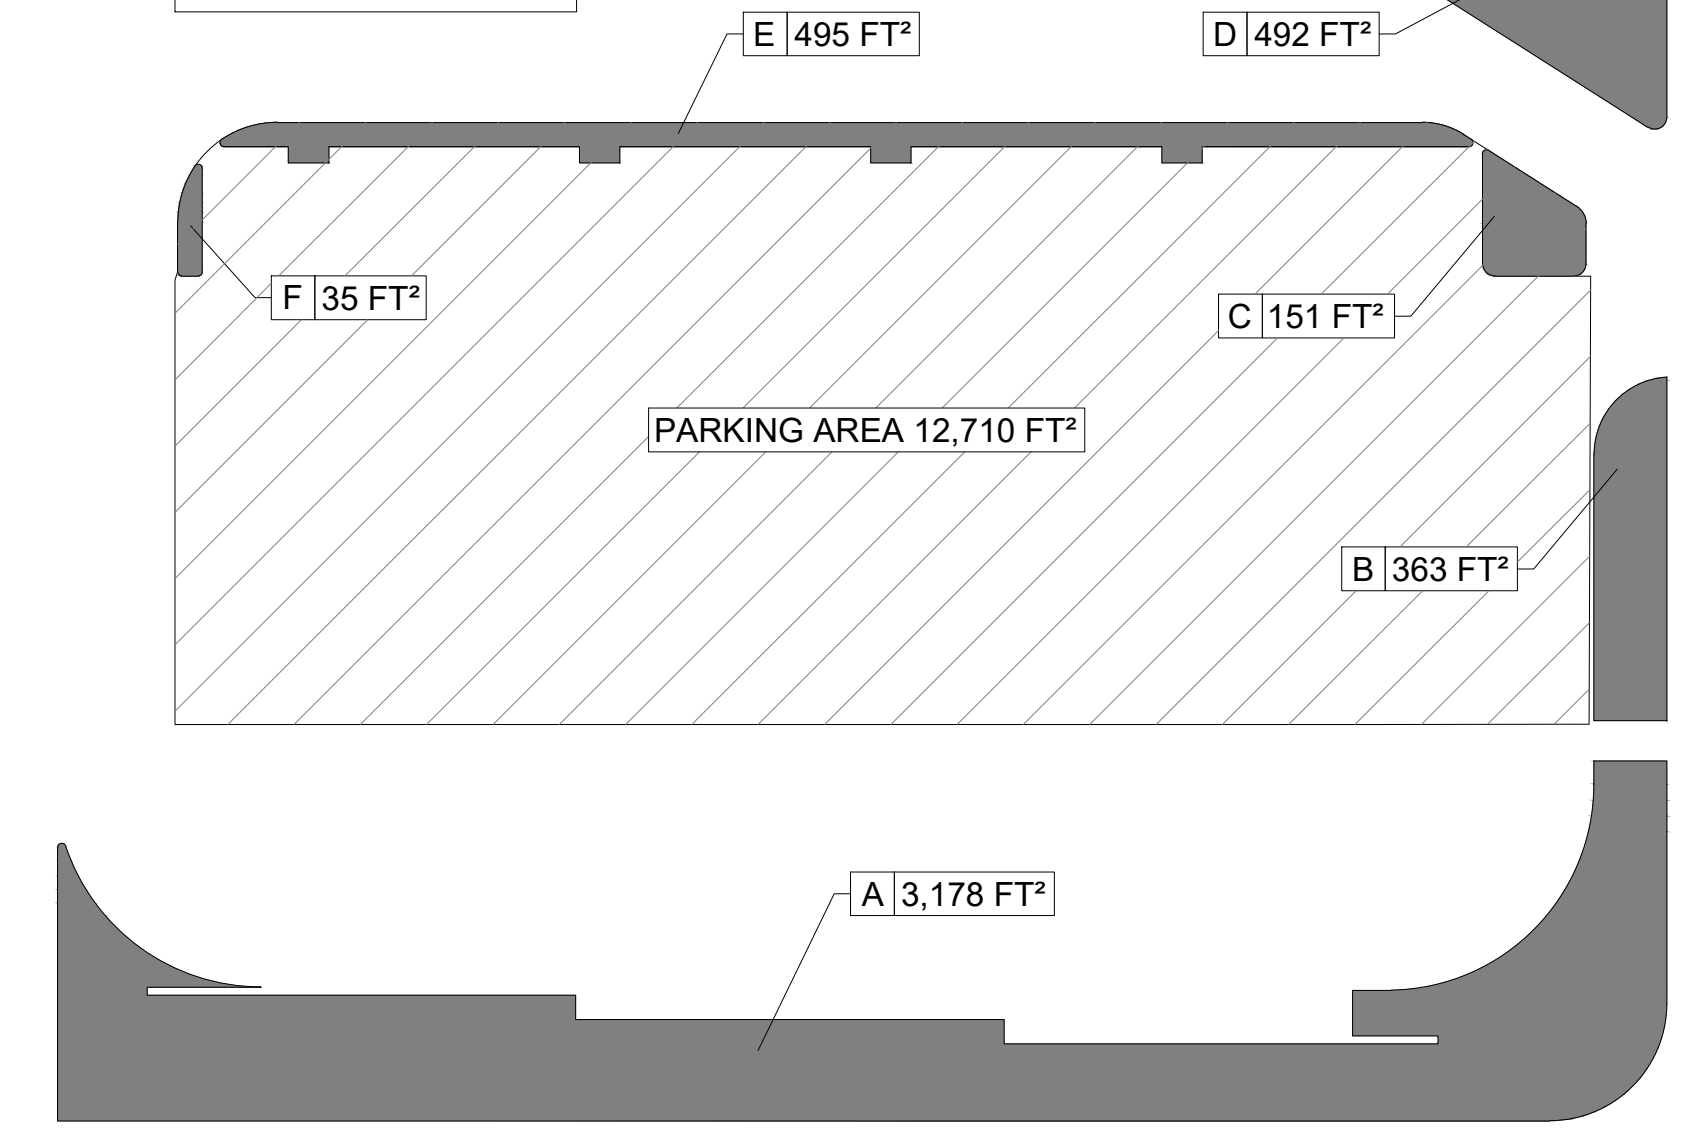 E 495 FT²
D 492 FT²
F 35 FT²
C 151 FT²
PARKING AREA 12,710 FT²
B 363 FT²
A 3,178 FT²